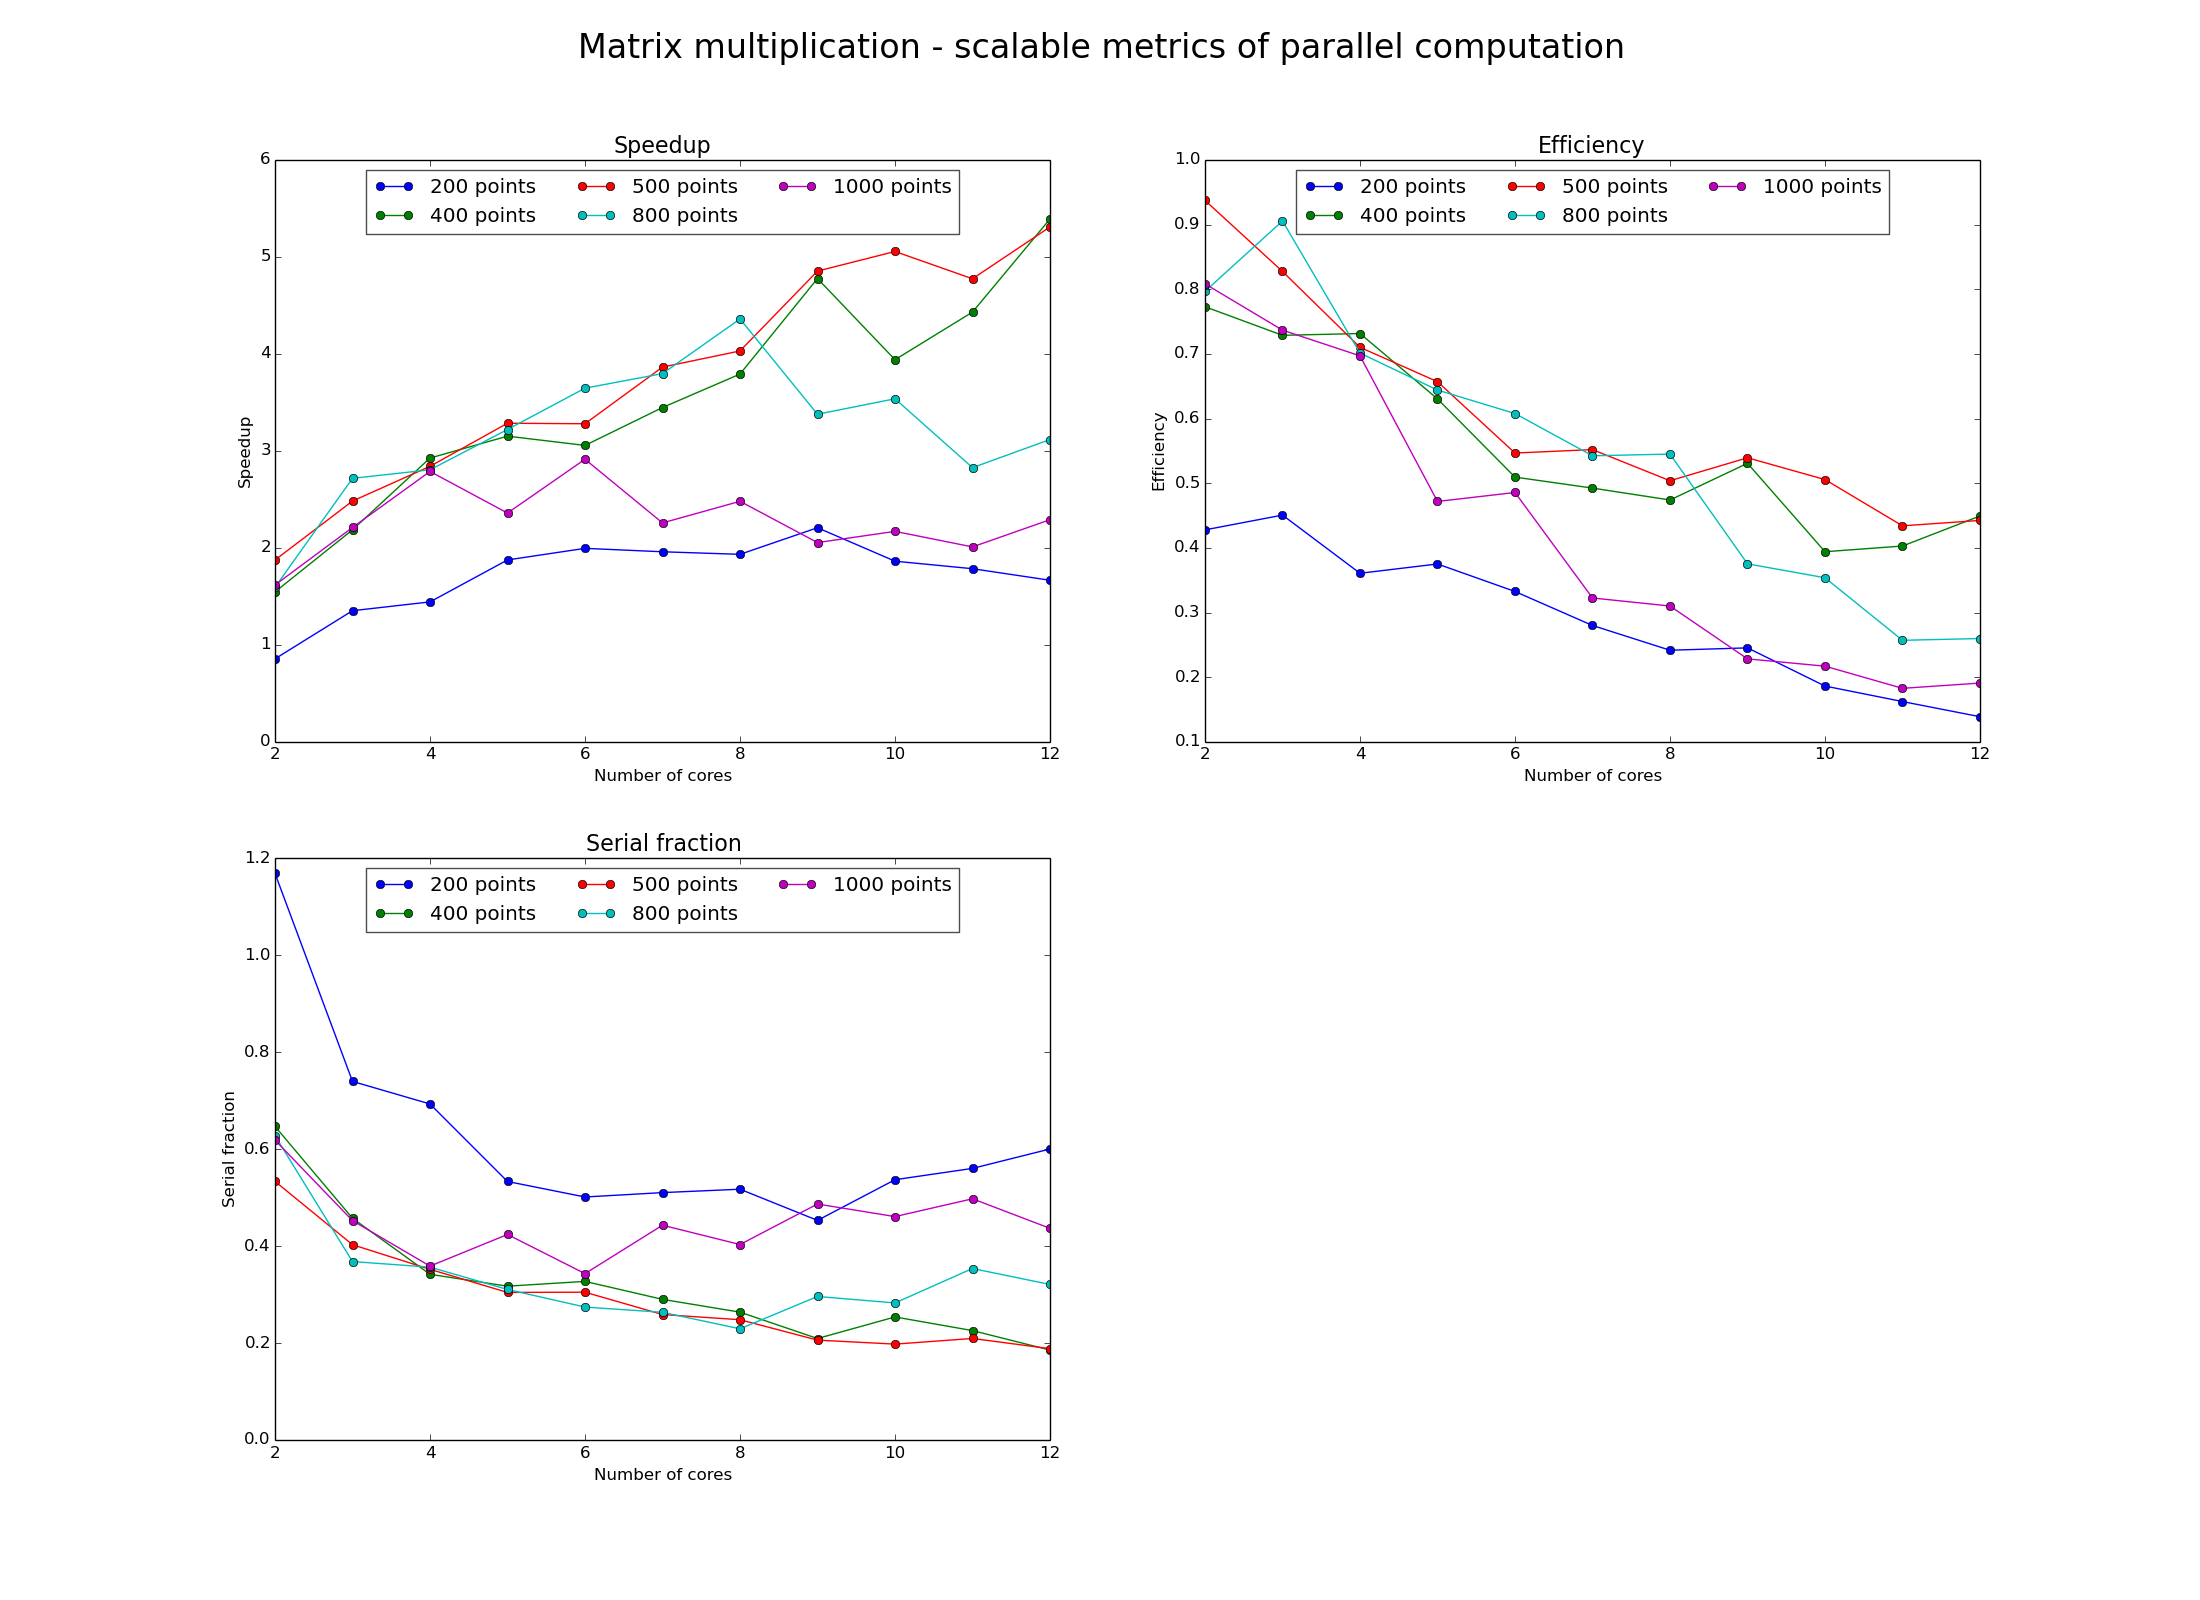 Matrix multiplication - scalable metrics of parallel computation
Speedup
6
5
4
3
2
1
0
Speedup
200 points
400 points
500 points
800 points
1000 points
2 4 6 8 10 12
Number of cores
Efficiency
1.0
0.9
0.8
0.7
0.6
0.5
0.4
0.3
0.2
0.1
Efficiency
200 points
400 points
500 points
800 points
1000 points
2 4 6 8 10 12
Number of cores
Serial fraction
1.2
1.0
0.8
0.6
0.4
0.2
0.0
Serial fraction
200 points
400 points
500 points
800 points
1000 points
2 4 6 8 10 12
Number of cores